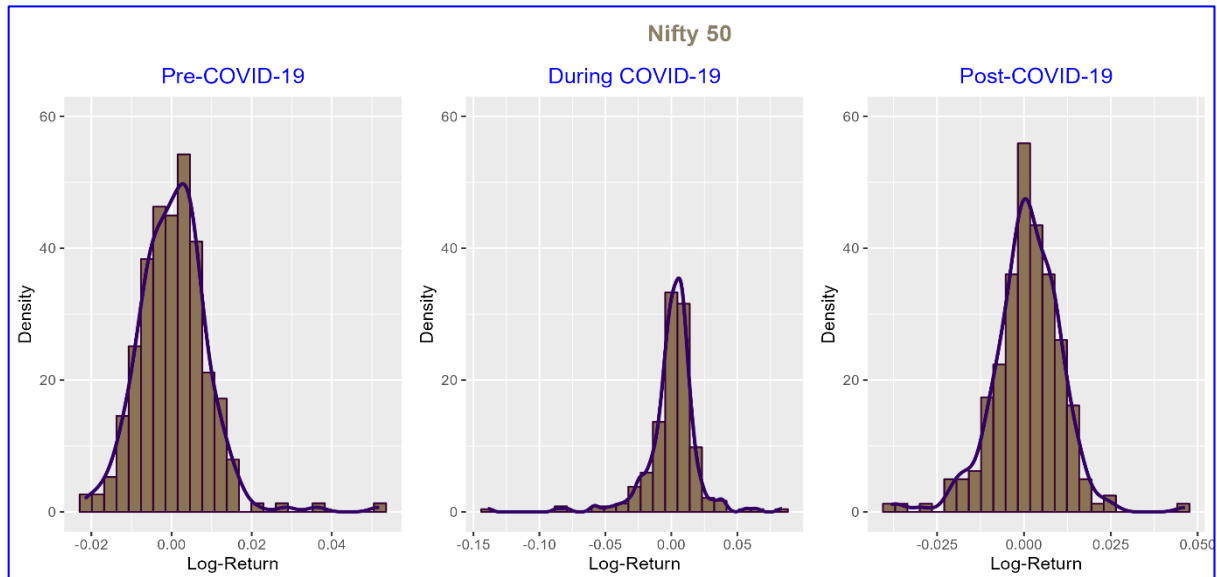 Nifty 50
Pre-COVID-19
60
40
20
0
Density
-0.02
0.00
0.02
0.04
Log-Return
During COVID-19
60
40
20
0
Density
-0.15
-0.10
-0.05
0.00
0.05
Log-Return
Post-COVID-19
60
40
20
0
Density
-0.025
0.000
0.025
0.050
Log-Return